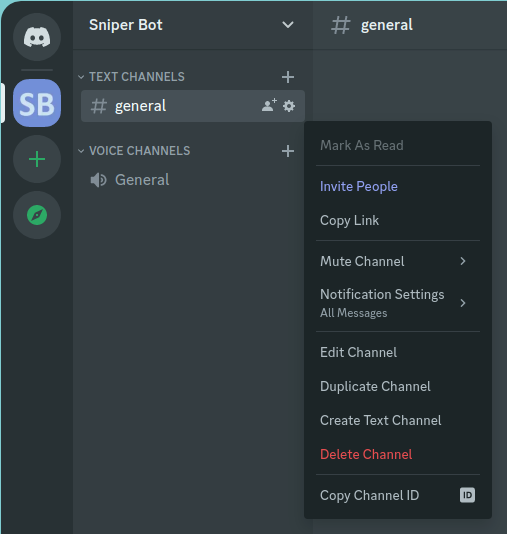 Sniper Bot
general
TEXT CHANNELS
general
VOICE CHANNELS
General
SB
Mark As Read
Invite People
Copy Link
Mute Channel
Notification Settings
All Messages
Edit Channel
Duplicate Channel
Create Text Channel
Delete Channel
Copy Channel ID
ID